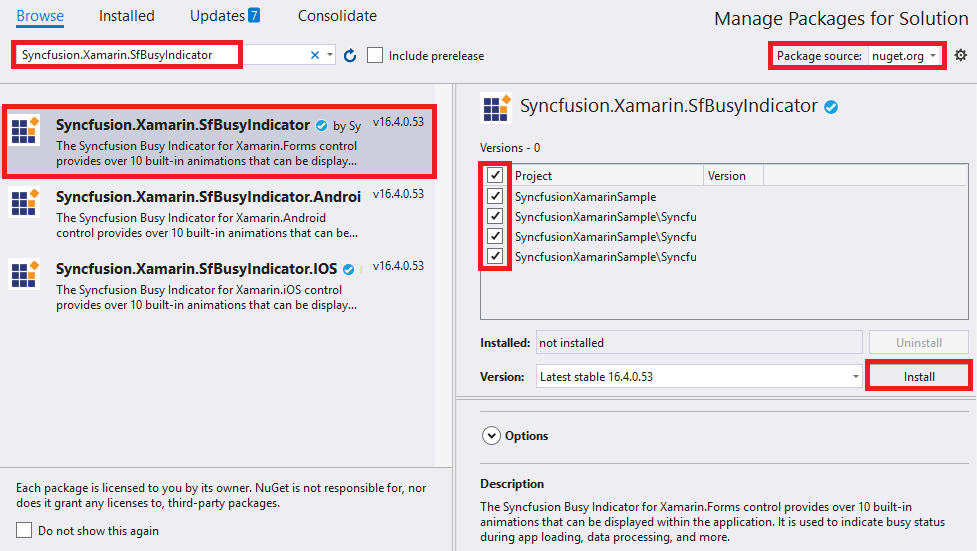 Browse Installed Updates 7 Consolidate
Manage Packages for Solution
Syncfusion.Xamarin.SfBusyIndicator
Include prerelease
Package source: nuget.org
Syncfusion.Xamarin.SfBusyIndicator by Sy v16.4.0.53
The Syncfusion Busy Indicator for Xamarin.Forms control
provides over 10 built-in animations that can be display...
Syncfusion.Xamarin.SfBusyIndicator.Androi v16.4.0.53
The Syncfusion Busy Indicator for Xamarin.Android
control provides over 10 built-in animations that can be...
Syncfusion.Xamarin.SfBusyIndicator.IOS v16.4.0.53
The Syncfusion Busy Indicator for Xamarin.iOS control
provides over 10 built-in animations that can be display...
Each package is licensed to you by its owner. NuGet is not responsible for, nor
does it grant any licenses to, third-party packages.
Do not show this again
Syncfusion.Xamarin.SfBusyIndicator
Versions - 0
Project Version
SyncfusionXamarinSample
SyncfusionXamarinSample\Syncfu
SyncfusionXamarinSample\Syncfu
SyncfusionXamarinSample\Syncfu
Installed: not installed Uninstall
Version: Latest stable 16.4.0.53 Install
Options
Description
The Syncfusion Busy Indicator for Xamarin.Forms control provides over 10 built-in
animations that can be displayed within the application. It is used to indicate busy status
during app loading, data processing, and more.